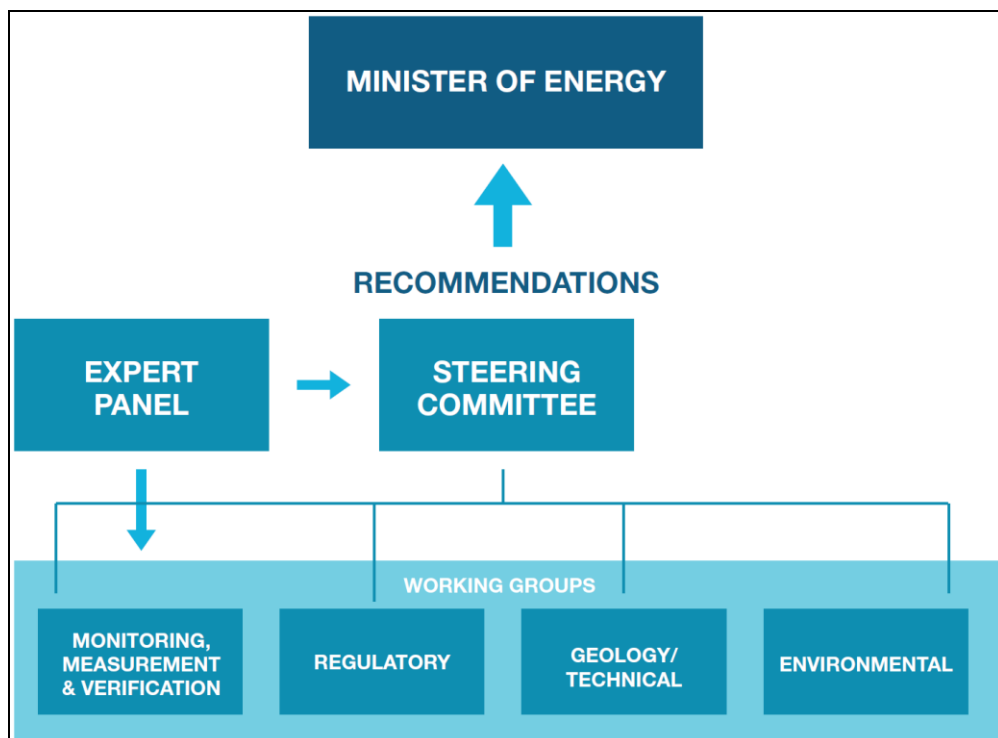 MINISTER OF ENERGY
RECOMMENDATIONS
EXPERT
PANEL
STEERING
COMMITTEE
WORKING GROUPS
MONITORING,
MEASUREMENT
& VERIFICATION
REGULATORY
GEOLOGY/
TECHNICAL
ENVIRONMENTAL